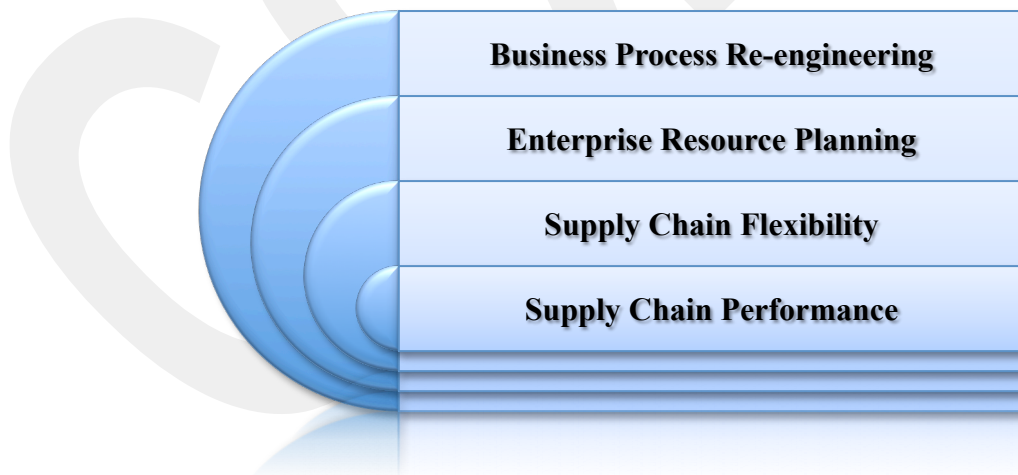 Business Process Re-engineering
Enterprise Resource Planning
Supply Chain Flexibility
Supply Chain Performance